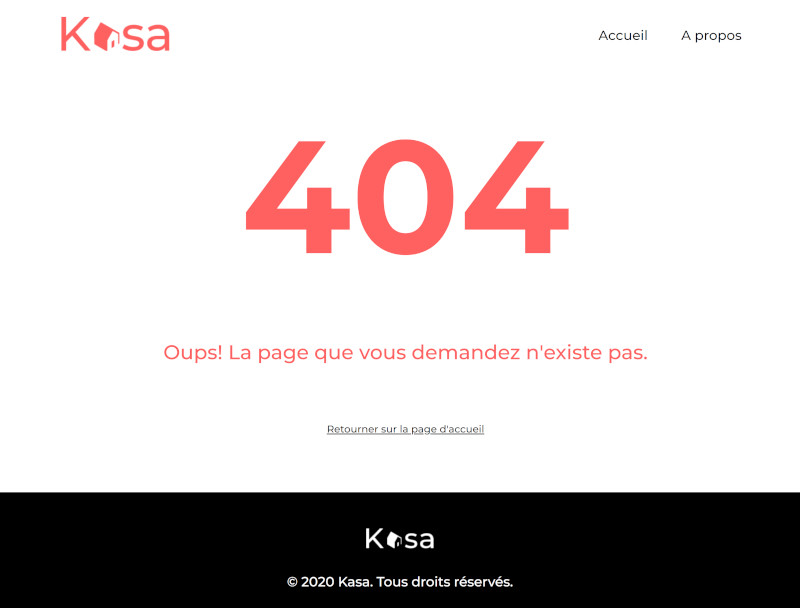 Kasa
Accueil A propos
404
Oups! La page que vous demandez n'existe pas.
Retourner sur la page d'accueil
Kasa
© 2020 Kasa. Tous droits réservés.